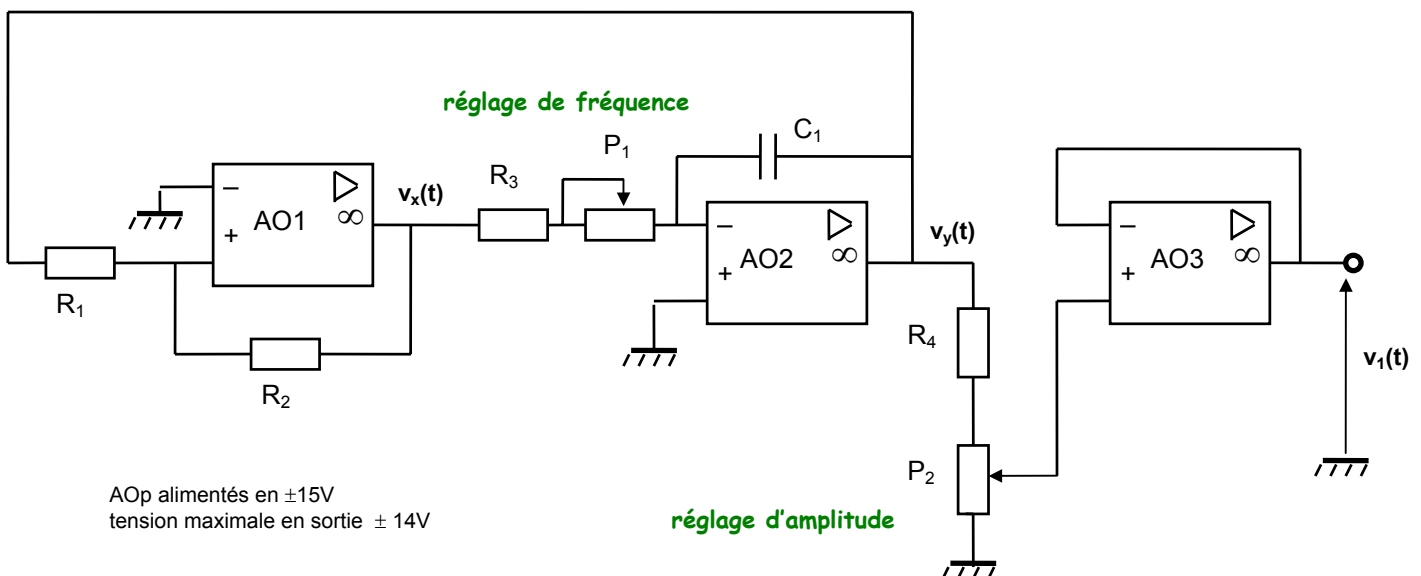 réglage de fréquence
P₁
C₁
R₃
vₓ(t)
–
+
AO1
∞
–
+
AO2
∞
v_y(t)
–
+
AO3
∞
R₁
R₂
R₄
v₁(t)
P₂
AOp alimentés en ±15V
tension maximale en sortie ± 14V
réglage d'amplitude